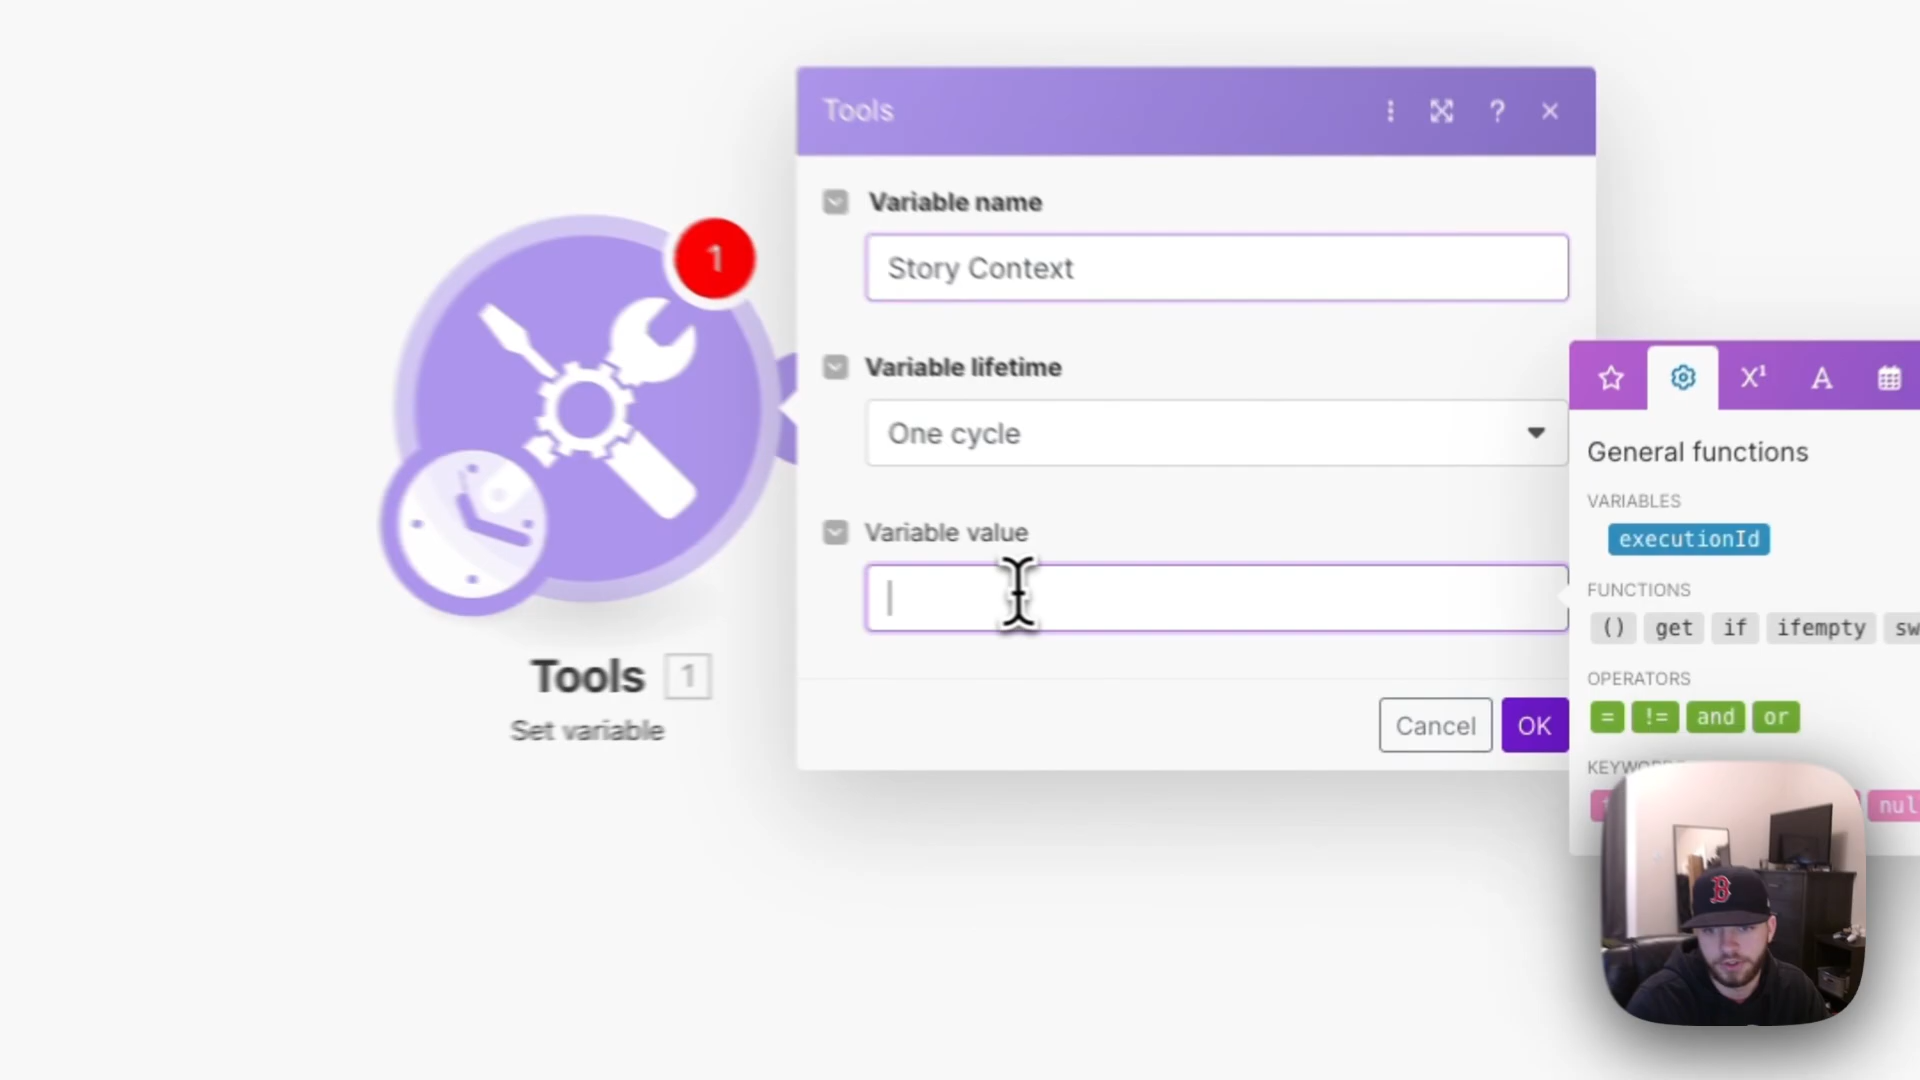 Tools
Variable name
Story Context
Variable lifetime
One cycle
Variable value
Cancel
OK
1
Tools 1
Set variable
X¹ A
General functions
VARIABLES
executionId
FUNCTIONS
() get if ifempty
OPERATORS
= != and or
B